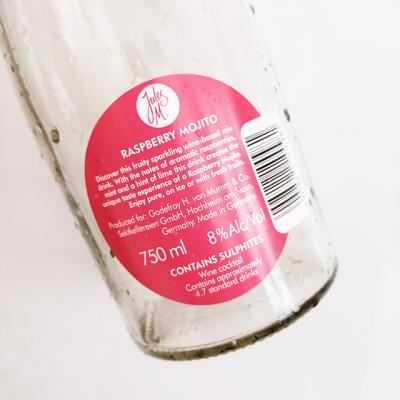 Jules M
RASPBERRY MOJITO
Discover this fruity sparkling wine-based mix
drink. With the notes of aromatic raspberries,
mint and a hint of lime this drink creates the
unique taste experience of a Raspberry Mojito.
Enjoy pure, on ice or with fresh fruits.
Produced for: Godefroy H. von Mumm & Co.
Sektkellereien GmbH, Hochheim am Main,
Germany. Made in Germany.
750 ml 8%Alc/Vol
CONTAINS SULPHITES
Wine cocktail
Contains approximately
4.7 standard drinks